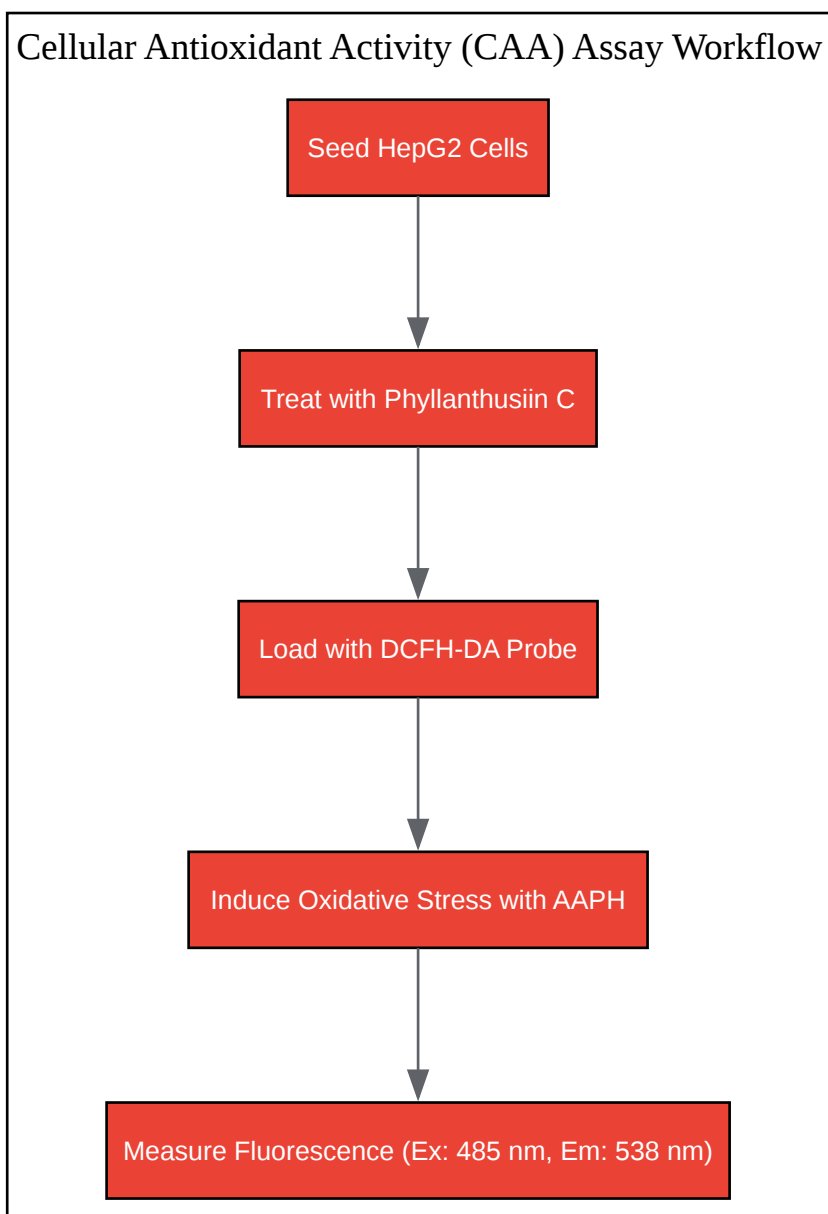 Cellular Antioxidant Activity (CAA) Assay Workflow
Seed HepG2 Cells
Treat with Phyllanthusiin C
Load with DCFH-DA Probe
Induce Oxidative Stress with AAPH
Measure Fluorescence (Ex: 485 nm, Em: 538 nm)